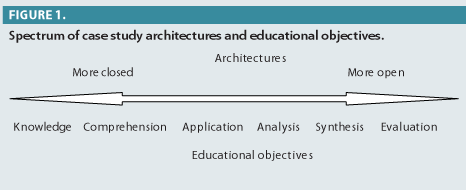 FIGURE 1.
Spectrum of case study architectures and educational objectives.
Architectures
More closed More open
Knowledge Comprehension Application Analysis Synthesis Evaluation
Educational objectives